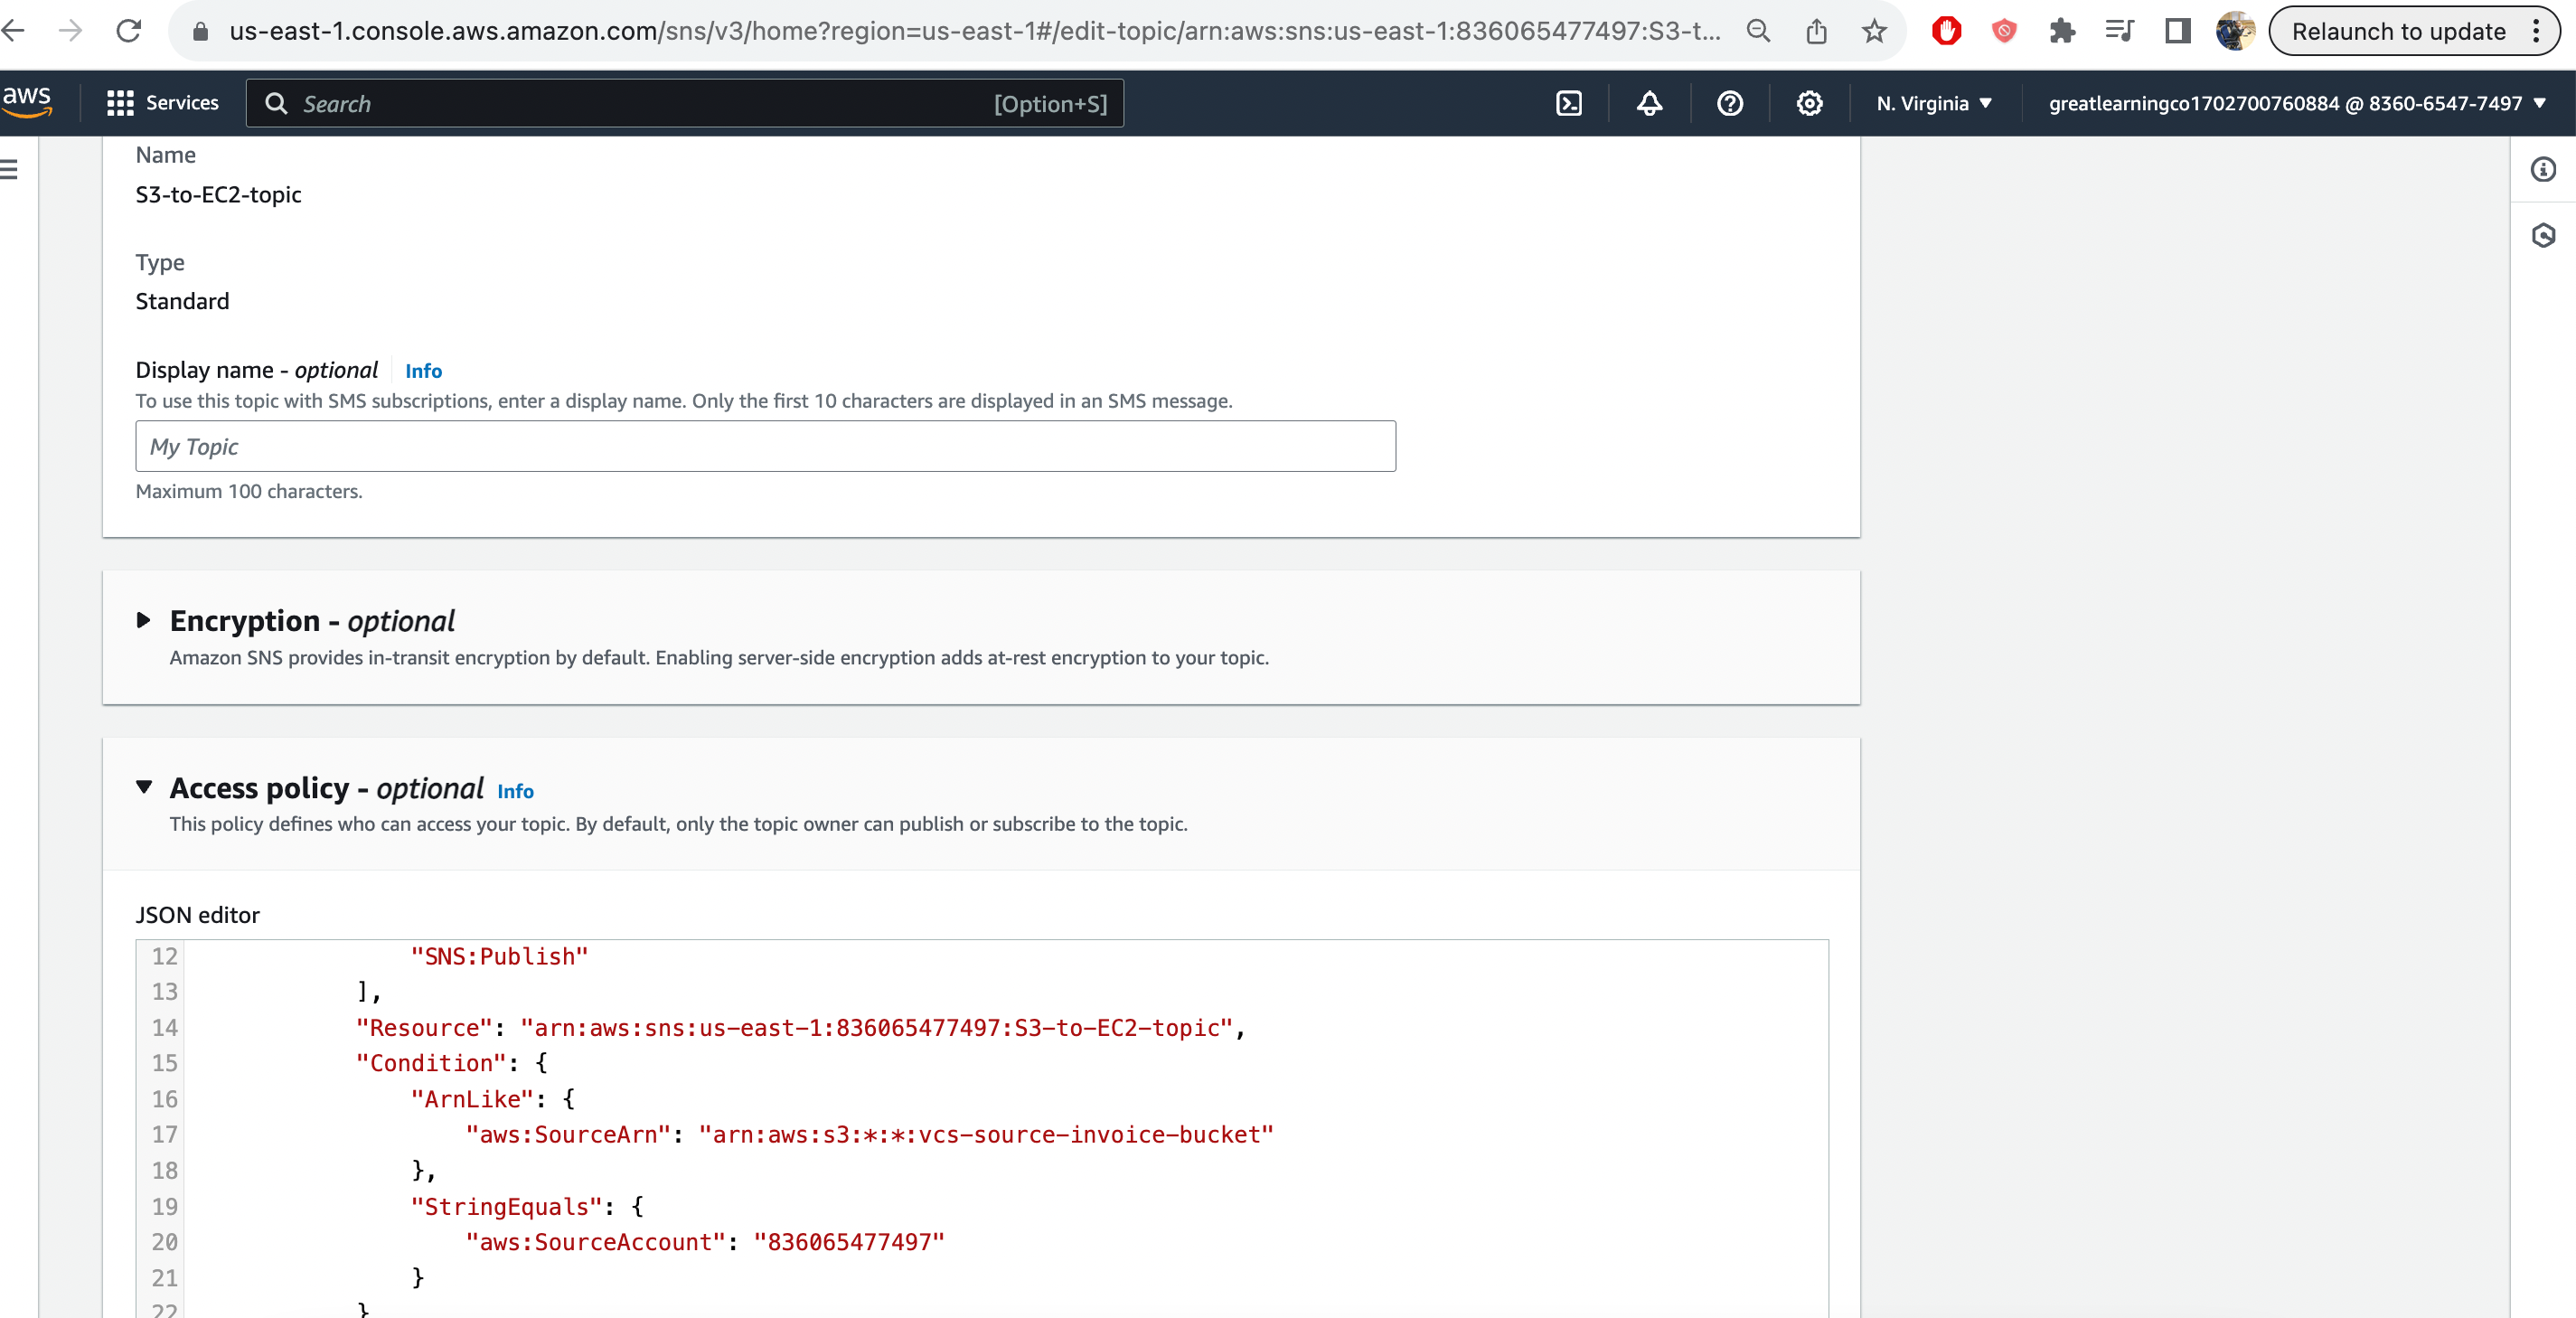 us-east-1.console.aws.amazon.com/sns/v3/home?region=us-east-1#/edit-topic/arn:aws:sns:us-east-1:836065477497:S3-t...
Relaunch to update
aws
Services
Search
[Option+S]
N. Virginia
greatlearningco1702700760884 @ 8360-6547-7497
Name
S3-to-EC2-topic
Type
Standard
Display name - optional
Info
To use this topic with SMS subscriptions, enter a display name. Only the first 10 characters are displayed in an SMS message.
My Topic
Maximum 100 characters.
Encryption - optional
Amazon SNS provides in-transit encryption by default. Enabling server-side encryption adds at-rest encryption to your topic.
Access policy - optional Info
This policy defines who can access your topic. By default, only the topic owner can publish or subscribe to the topic.
JSON editor
12 "SNS:Publish"
13 ],
14 "Resource": "arn:aws:sns:us-east-1:836065477497:S3-to-EC2-topic",
15 "Condition": {
16 "ArnLike": {
17 "aws:SourceArn": "arn:aws:s3:*:*:vcs-source-invoice-bucket"
18 },
19 "StringEquals": {
20 "aws:SourceAccount": "836065477497"
21 }
22 }